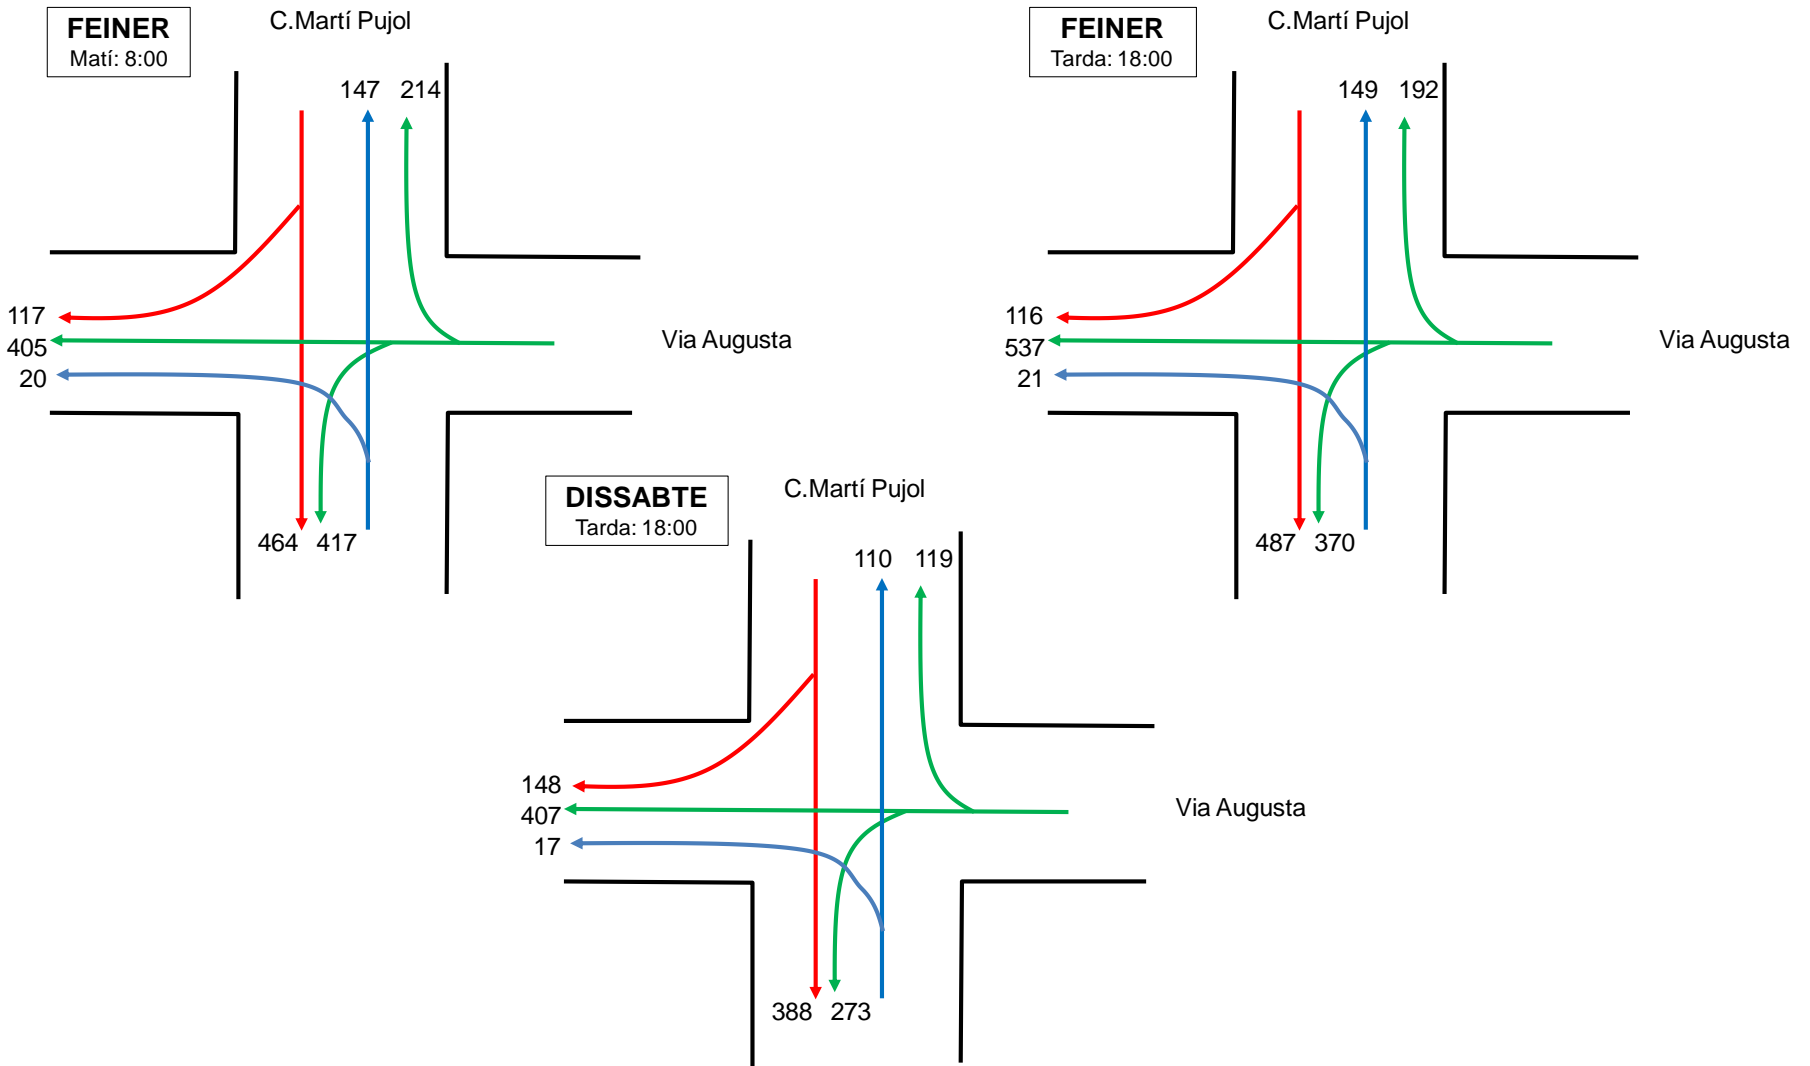 FEINER
Matí: 8:00
C.Martí Pujol
147 214
117
405
20
Via Augusta
464 417
FEINER
Tarda: 18:00
C.Martí Pujol
149 192
116
537
21
Via Augusta
487 370
DISSABTE
Tarda: 18:00
C.Martí Pujol
110 119
148
407
17
Via Augusta
388 273